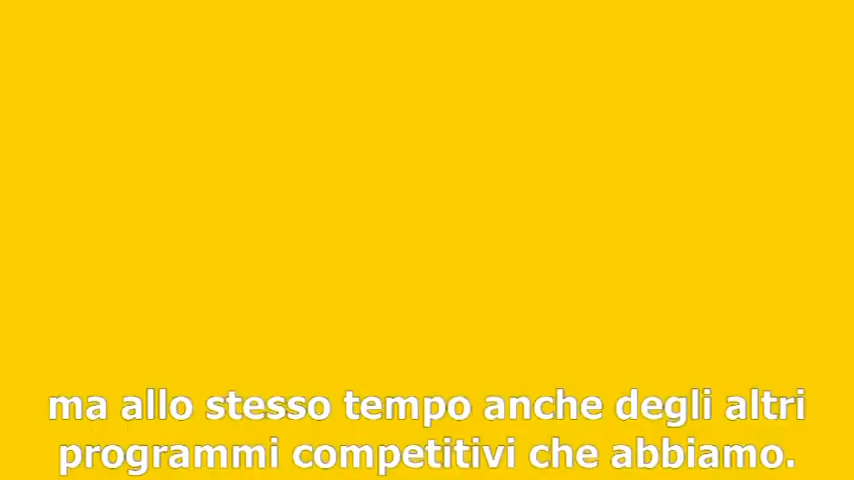 ma allo stesso tempo anche degli altri
programmi competitivi che abbiamo.